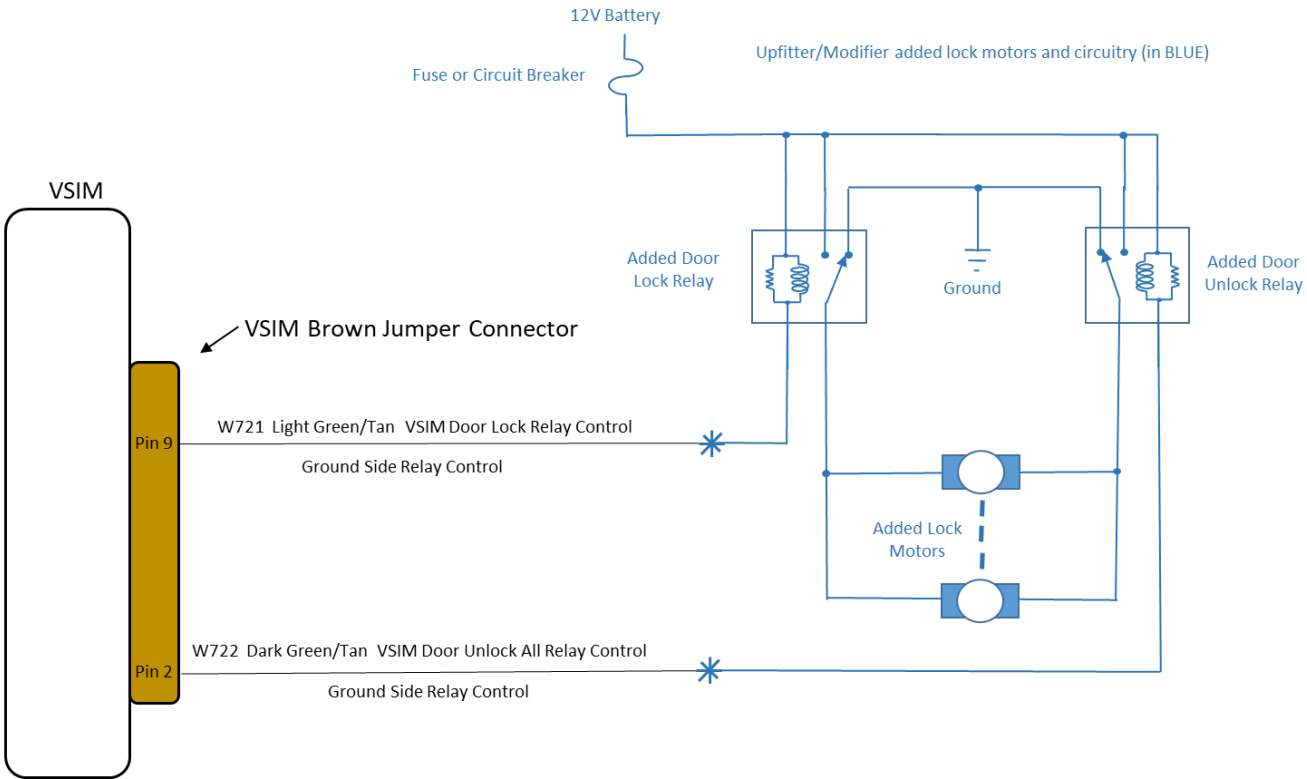 12V Battery
Upfitter/Modifier added lock motors and circuitry (in BLUE)
Fuse or Circuit Breaker
VSIM
Added Door
Lock Relay
Ground
Added Door
Unlock Relay
VSIM Brown Jumper Connector
Pin 9
W721 Light Green/Tan VSIM Door Lock Relay Control
Ground Side Relay Control
Added Lock
Motors
Pin 2
W722 Dark Green/Tan VSIM Door Unlock All Relay Control
Ground Side Relay Control